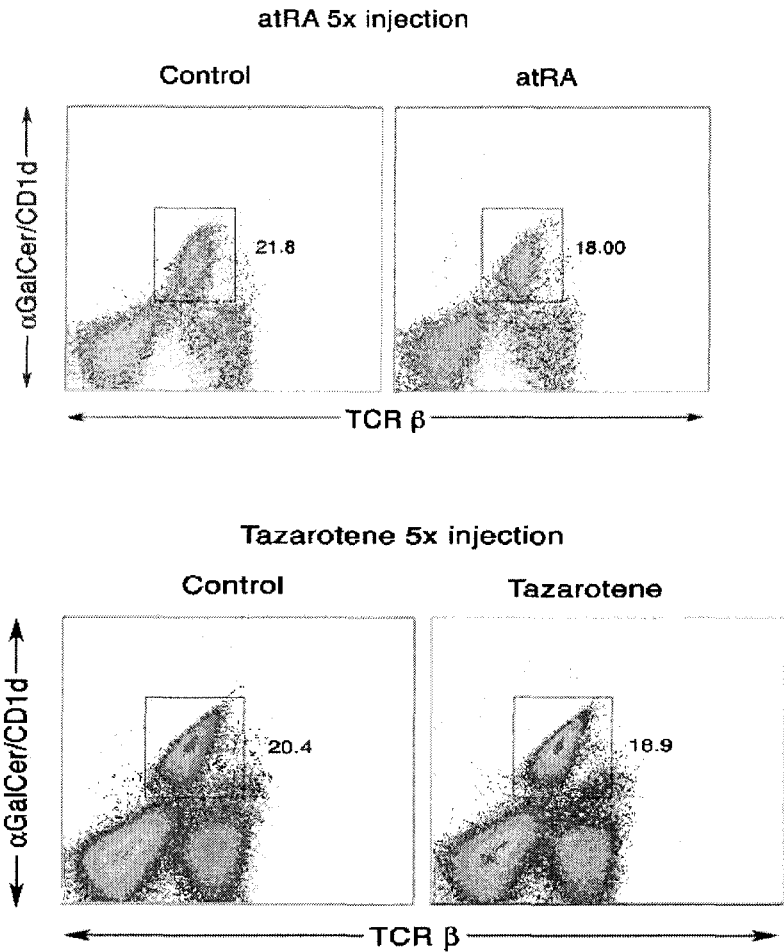 atRA 5x injection
Control
atRA
αGalCer/CD1d
21.8
18.00
TCR β
Tazarotene 5x injection
Control
Tazarotene
αGalCer/CD1d
20.4
18.9
TCR β